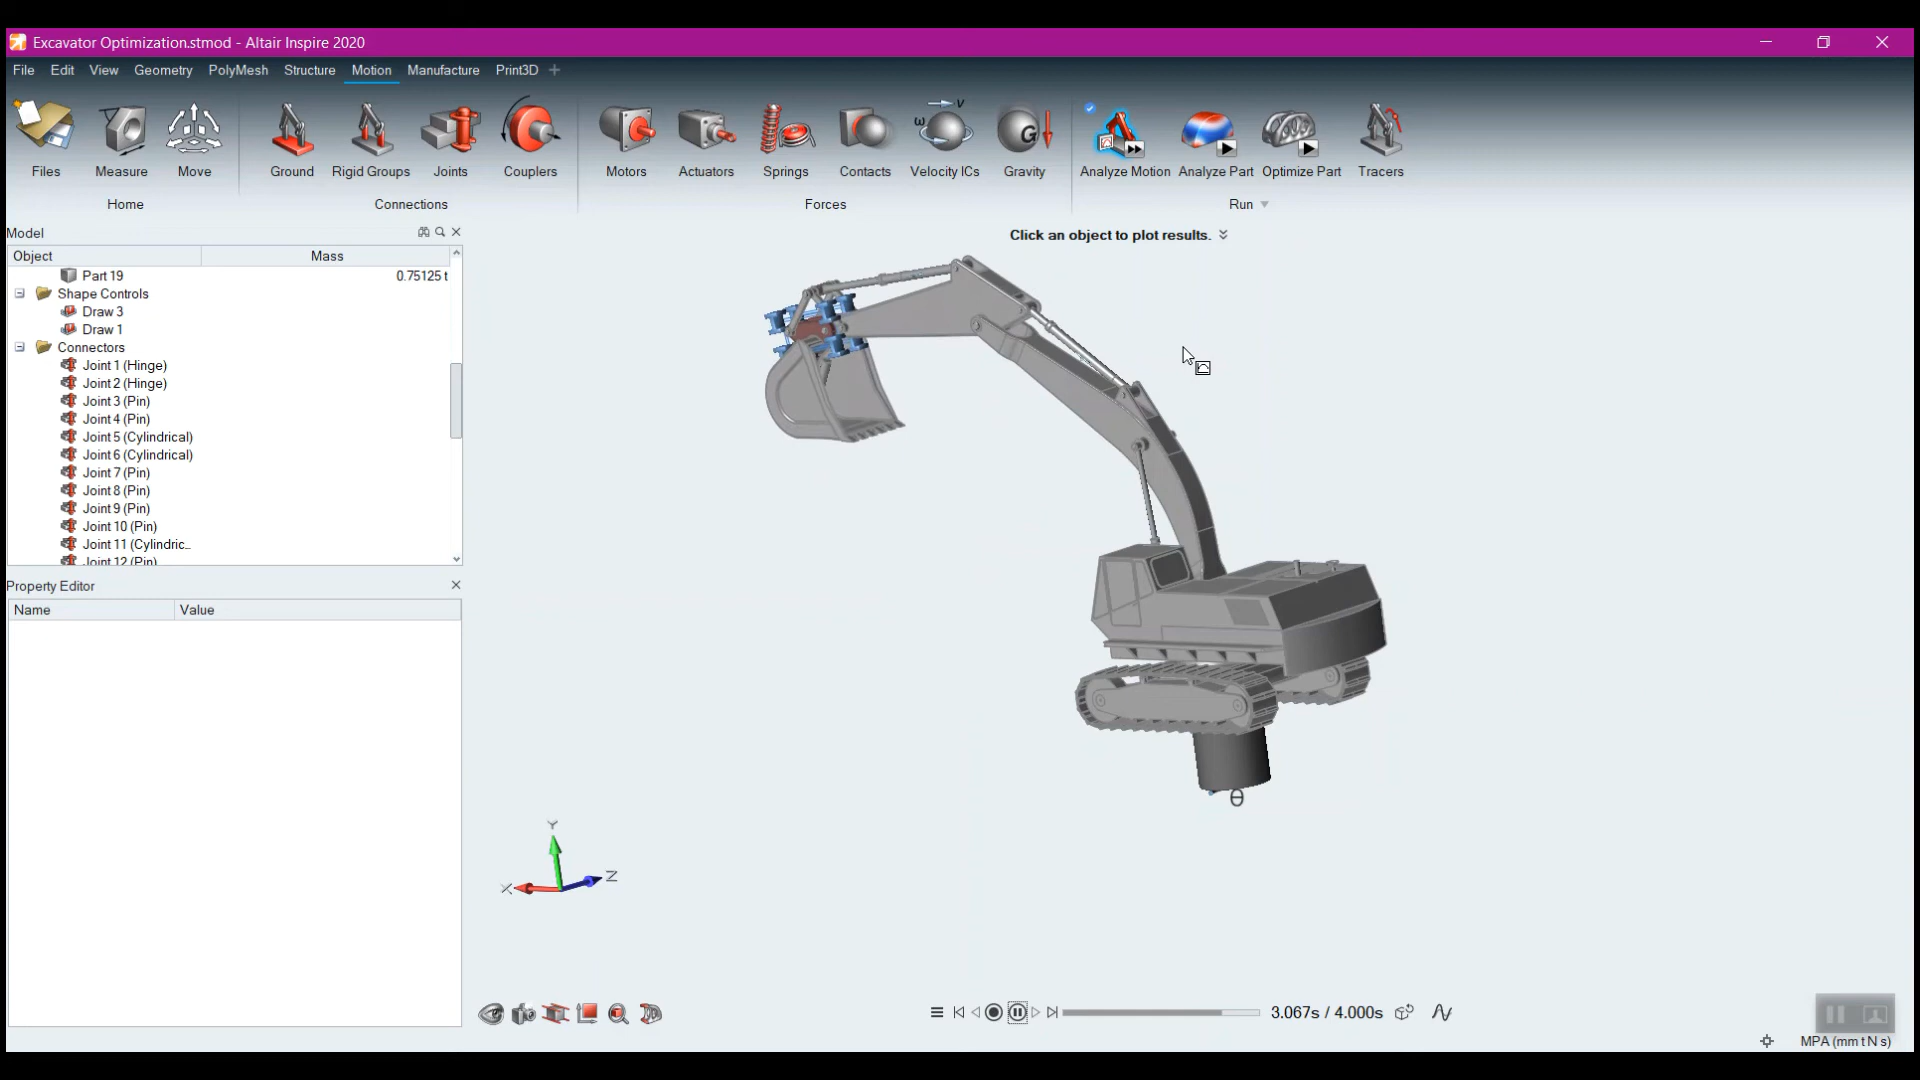 Excavator Optimization.stmod - Altair Inspire 2020
File Edit View Geometry PolyMesh Structure Motion Manufacture Print3D +
Files Measure Move Ground Rigid Groups Joints Couplers Motors Actuators Springs Contacts Velocity ICs Gravity Analyze Motion Analyze Part Optimize Part Tracers
Home Connections Forces Run
Model
Click an object to plot results.
Object Mass
Part 19 0.75125 t
Shape Controls
Draw 3
Draw 1
Connectors
Joint 1 (Hinge)
Joint 2 (Hinge)
Joint 3 (Pin)
Joint 4 (Pin)
Joint 5 (Cylindrical)
Joint 6 (Cylindrical)
Joint 7 (Pin)
Joint 8 (Pin)
Joint 9 (Pin)
Joint 10 (Pin)
Joint 11 (Cylindric...
Joint 12 (Pin)
Property Editor
Name Value
G
v
ω
θ
Y
X
Z
3.067s / 4.000s
MPA (mm t N s)